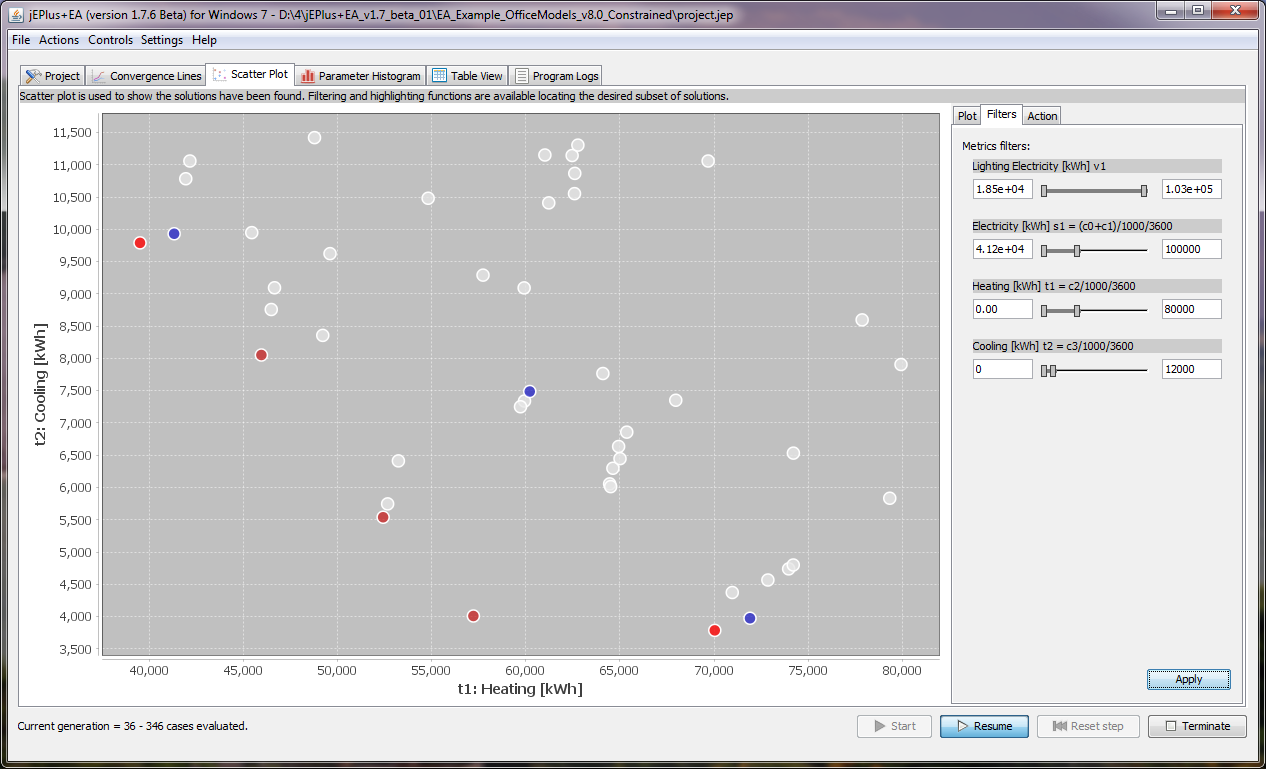 jEPlus+EA (version 1.7.6 Beta) for Windows 7 - D:\4\jEPlus+EA_v1.7_beta_01\EA_Example_OfficeModels_v8.0_Constrained\project.jep
File Actions Controls Settings Help
Project Convergence Lines Scatter Plot Parameter Histogram Table View Program Logs
Scatter plot is used to show the solutions have been found. Filtering and highlighting functions are available locating the desired subset of solutions.
t2: Cooling [kWh]
11,500
11,000
10,500
10,000
9,500
9,000
8,500
8,000
7,500
7,000
6,500
6,000
5,500
5,000
4,500
4,000
3,500
40,000 45,000 50,000 55,000 60,000 65,000 70,000 75,000 80,000
t1: Heating [kWh]
Plot Filters Action
Metrics filters:
Lighting Electricity [kWh] v1
1.85e+04 1.03e+05
Electricity [kWh] s1 = (c0+c1)/1000/3600
4.12e+04 100000
Heating [kWh] t1 = c2/1000/3600
0.00 80000
Cooling [kWh] t2 = c3/1000/3600
0 12000
Apply
Current generation = 36 - 346 cases evaluated.
Start Resume Reset step Terminate